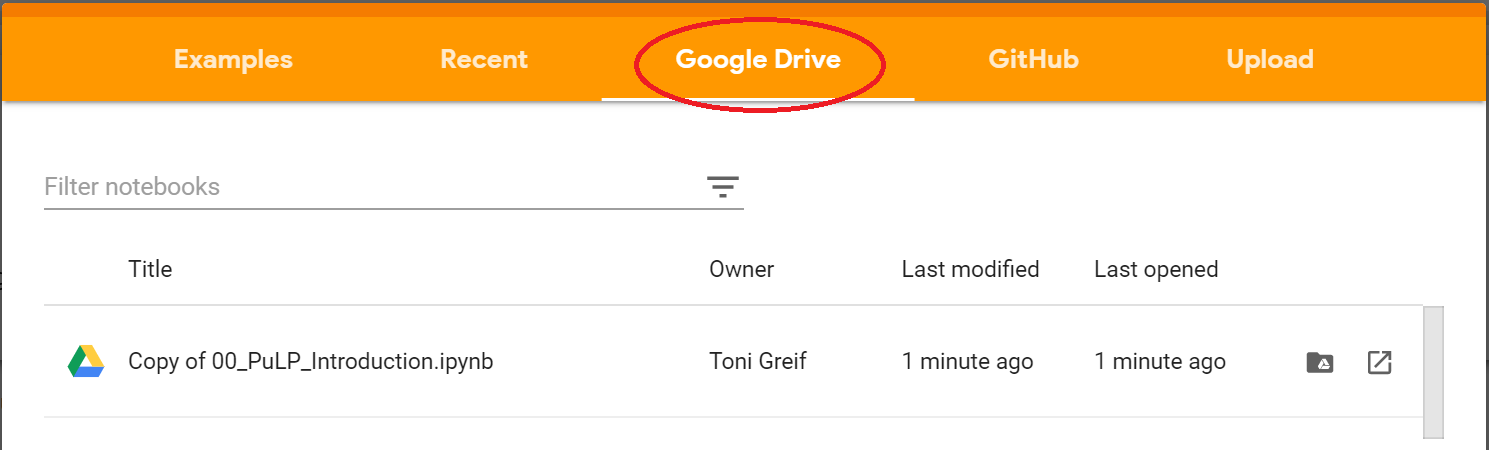 Examples Recent Google Drive GitHub Upload
Filter notebooks
Title Owner Last modified Last opened
Copy of 00_PuLP_Introduction.ipynb Toni Greif 1 minute ago 1 minute ago